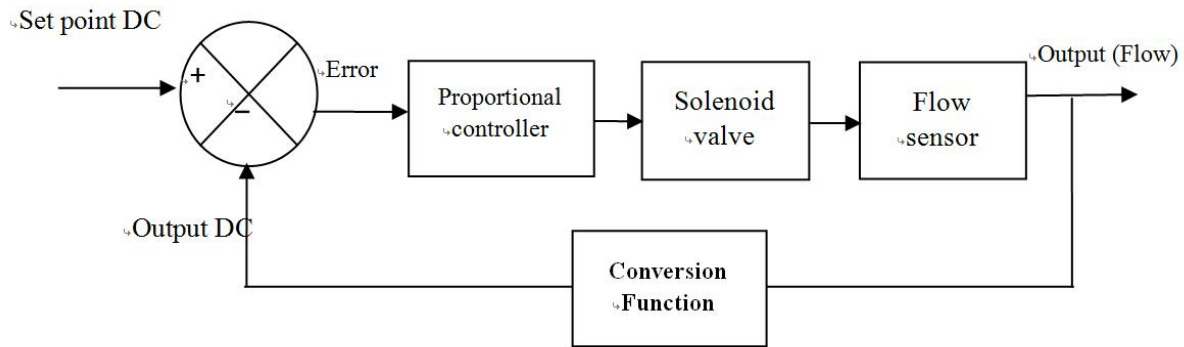 Set point DC
+
−
Error
Proportional
controller
Solenoid
valve
Flow
sensor
Output (Flow)
Output DC
Conversion
Function